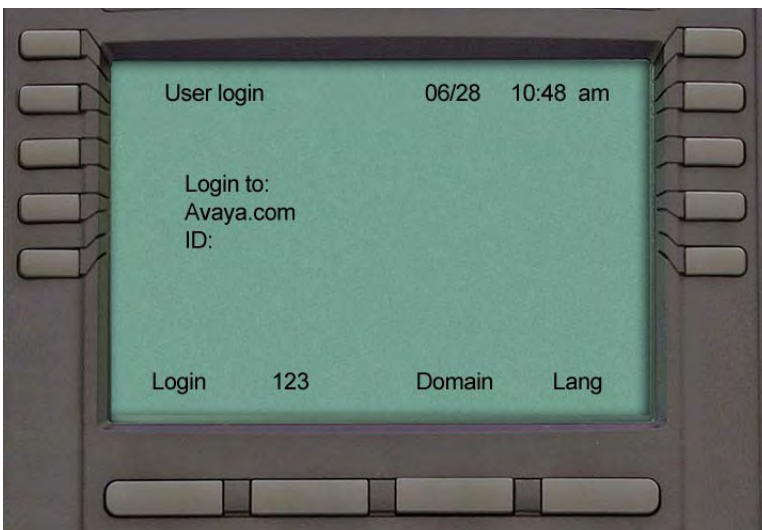 User login 06/28 10:48 am
Login to:
Avaya.com
ID:
Login 123 Domain Lang